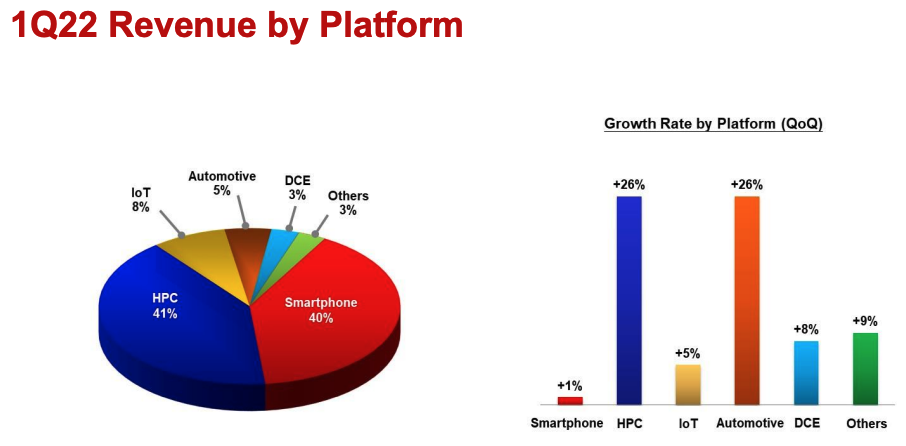 1Q22 Revenue by Platform
IoT
8%
Automotive
5%
DCE
3%
Others
3%
HPC
41%
Smartphone
40%
Growth Rate by Platform (QoQ)
+1%
+26%
+5%
+26%
+8%
+9%
Smartphone HPC IoT Automotive DCE Others